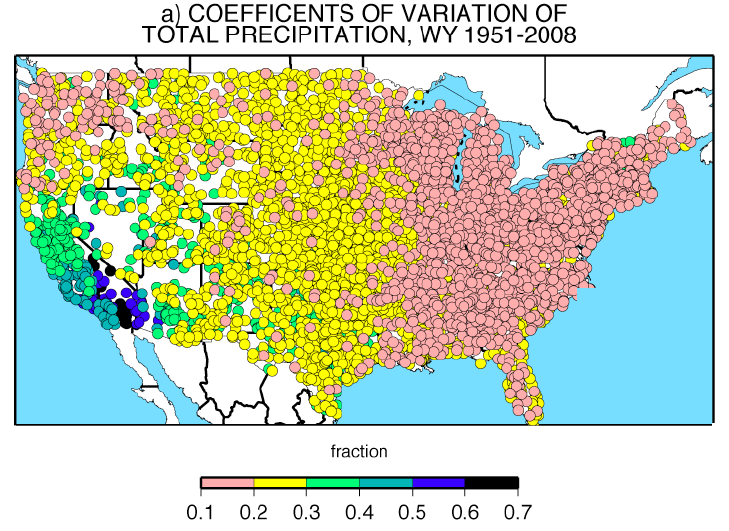 a) COEFFICENTS OF VARIATION OF
TOTAL PRECIPITATION, WY 1951-2008
fraction
0.1 0.2 0.3 0.4 0.5 0.6 0.7